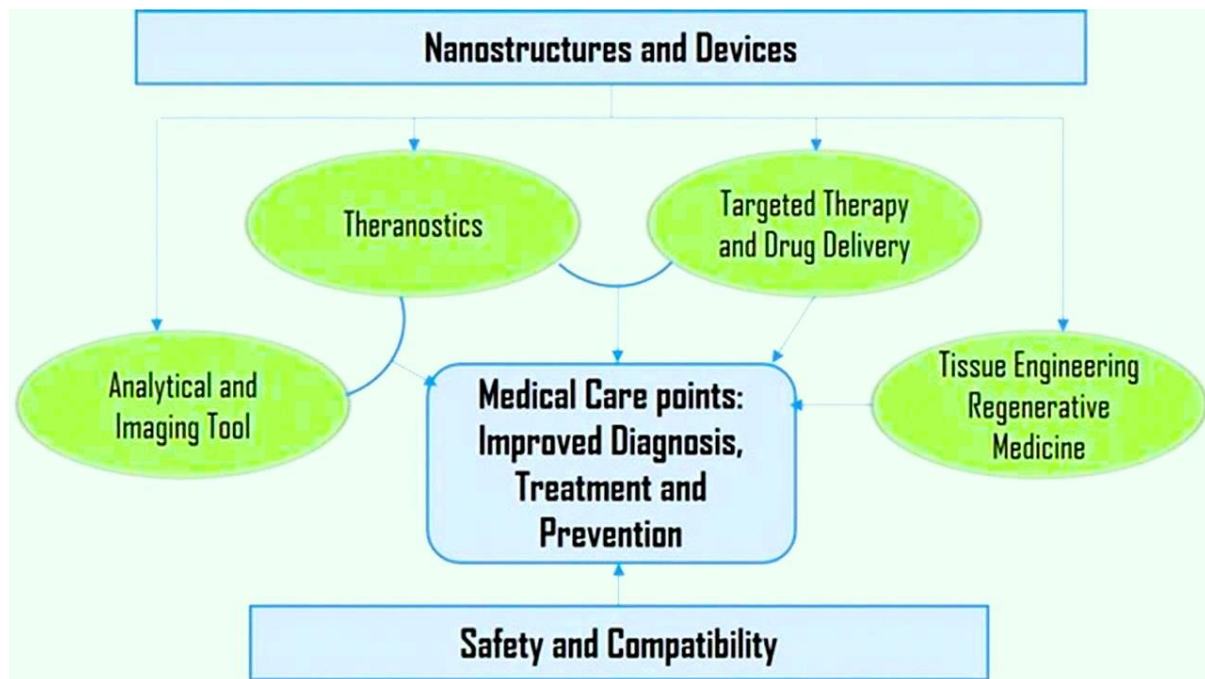 Nanostructures and Devices
Theranostics
Targeted Therapy
and Drug Delivery
Analytical and
Imaging Tool
Medical Care points:
Improved Diagnosis,
Treatment and
Prevention
Tissue Engineering
Regenerative
Medicine
Safety and Compatibility